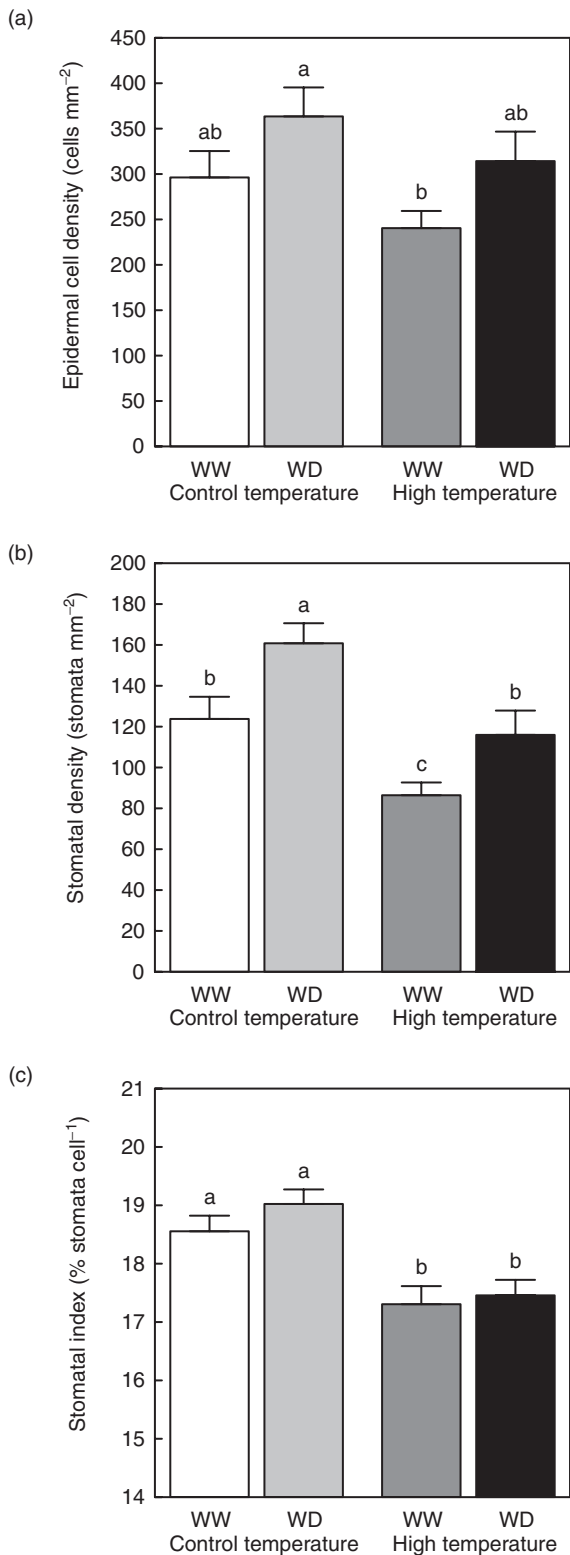 (a)
Epidermal cell density (cells mm⁻²)
450
400
350
300
250
200
150
100
50
0
ab
a
b
ab
WW WD WW WD
Control temperature High temperature
(b)
Stomatal density (stomata mm⁻²)
200
180
160
140
120
100
80
60
40
20
0
b
a
c
b
WW WD WW WD
Control temperature High temperature
(c)
Stomatal index (% stomata cell⁻¹)
21
20
19
18
17
16
15
14
a
a
b
b
WW WD WW WD
Control temperature High temperature